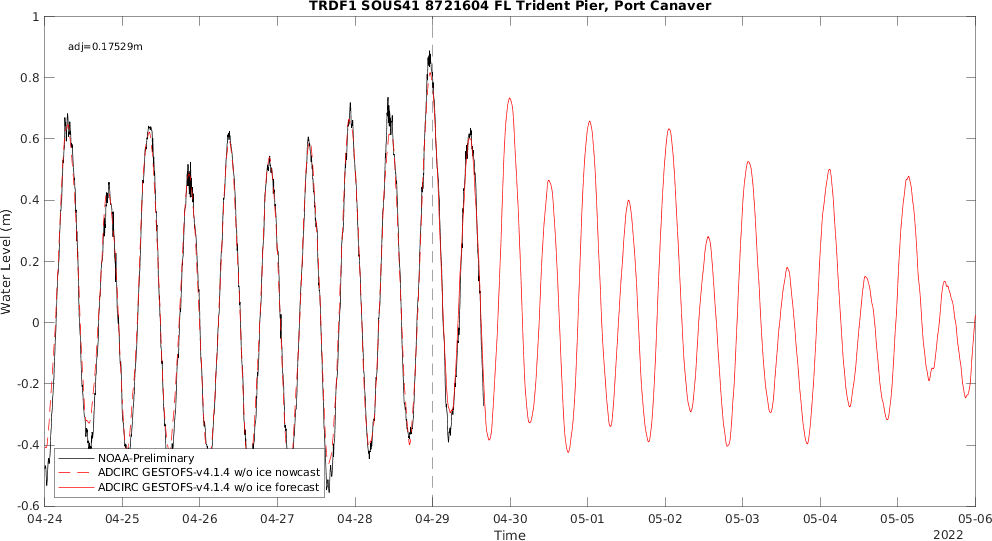 TRDF1 SOUS41 8721604 FL Trident Pier, Port Canaver
adj=0.17529m
Water Level (m)
1
0.8
0.6
0.4
0.2
0
-0.2
-0.4
-0.6
NOAA-Preliminary
ADCIRC GESTOFS-v4.1.4 w/o ice nowcast
ADCIRC GESTOFS-v4.1.4 w/o ice forecast
04-24 04-25 04-26 04-27 04-28 04-29 04-30 05-01 05-02 05-03 05-04 05-05 05-06
Time
2022